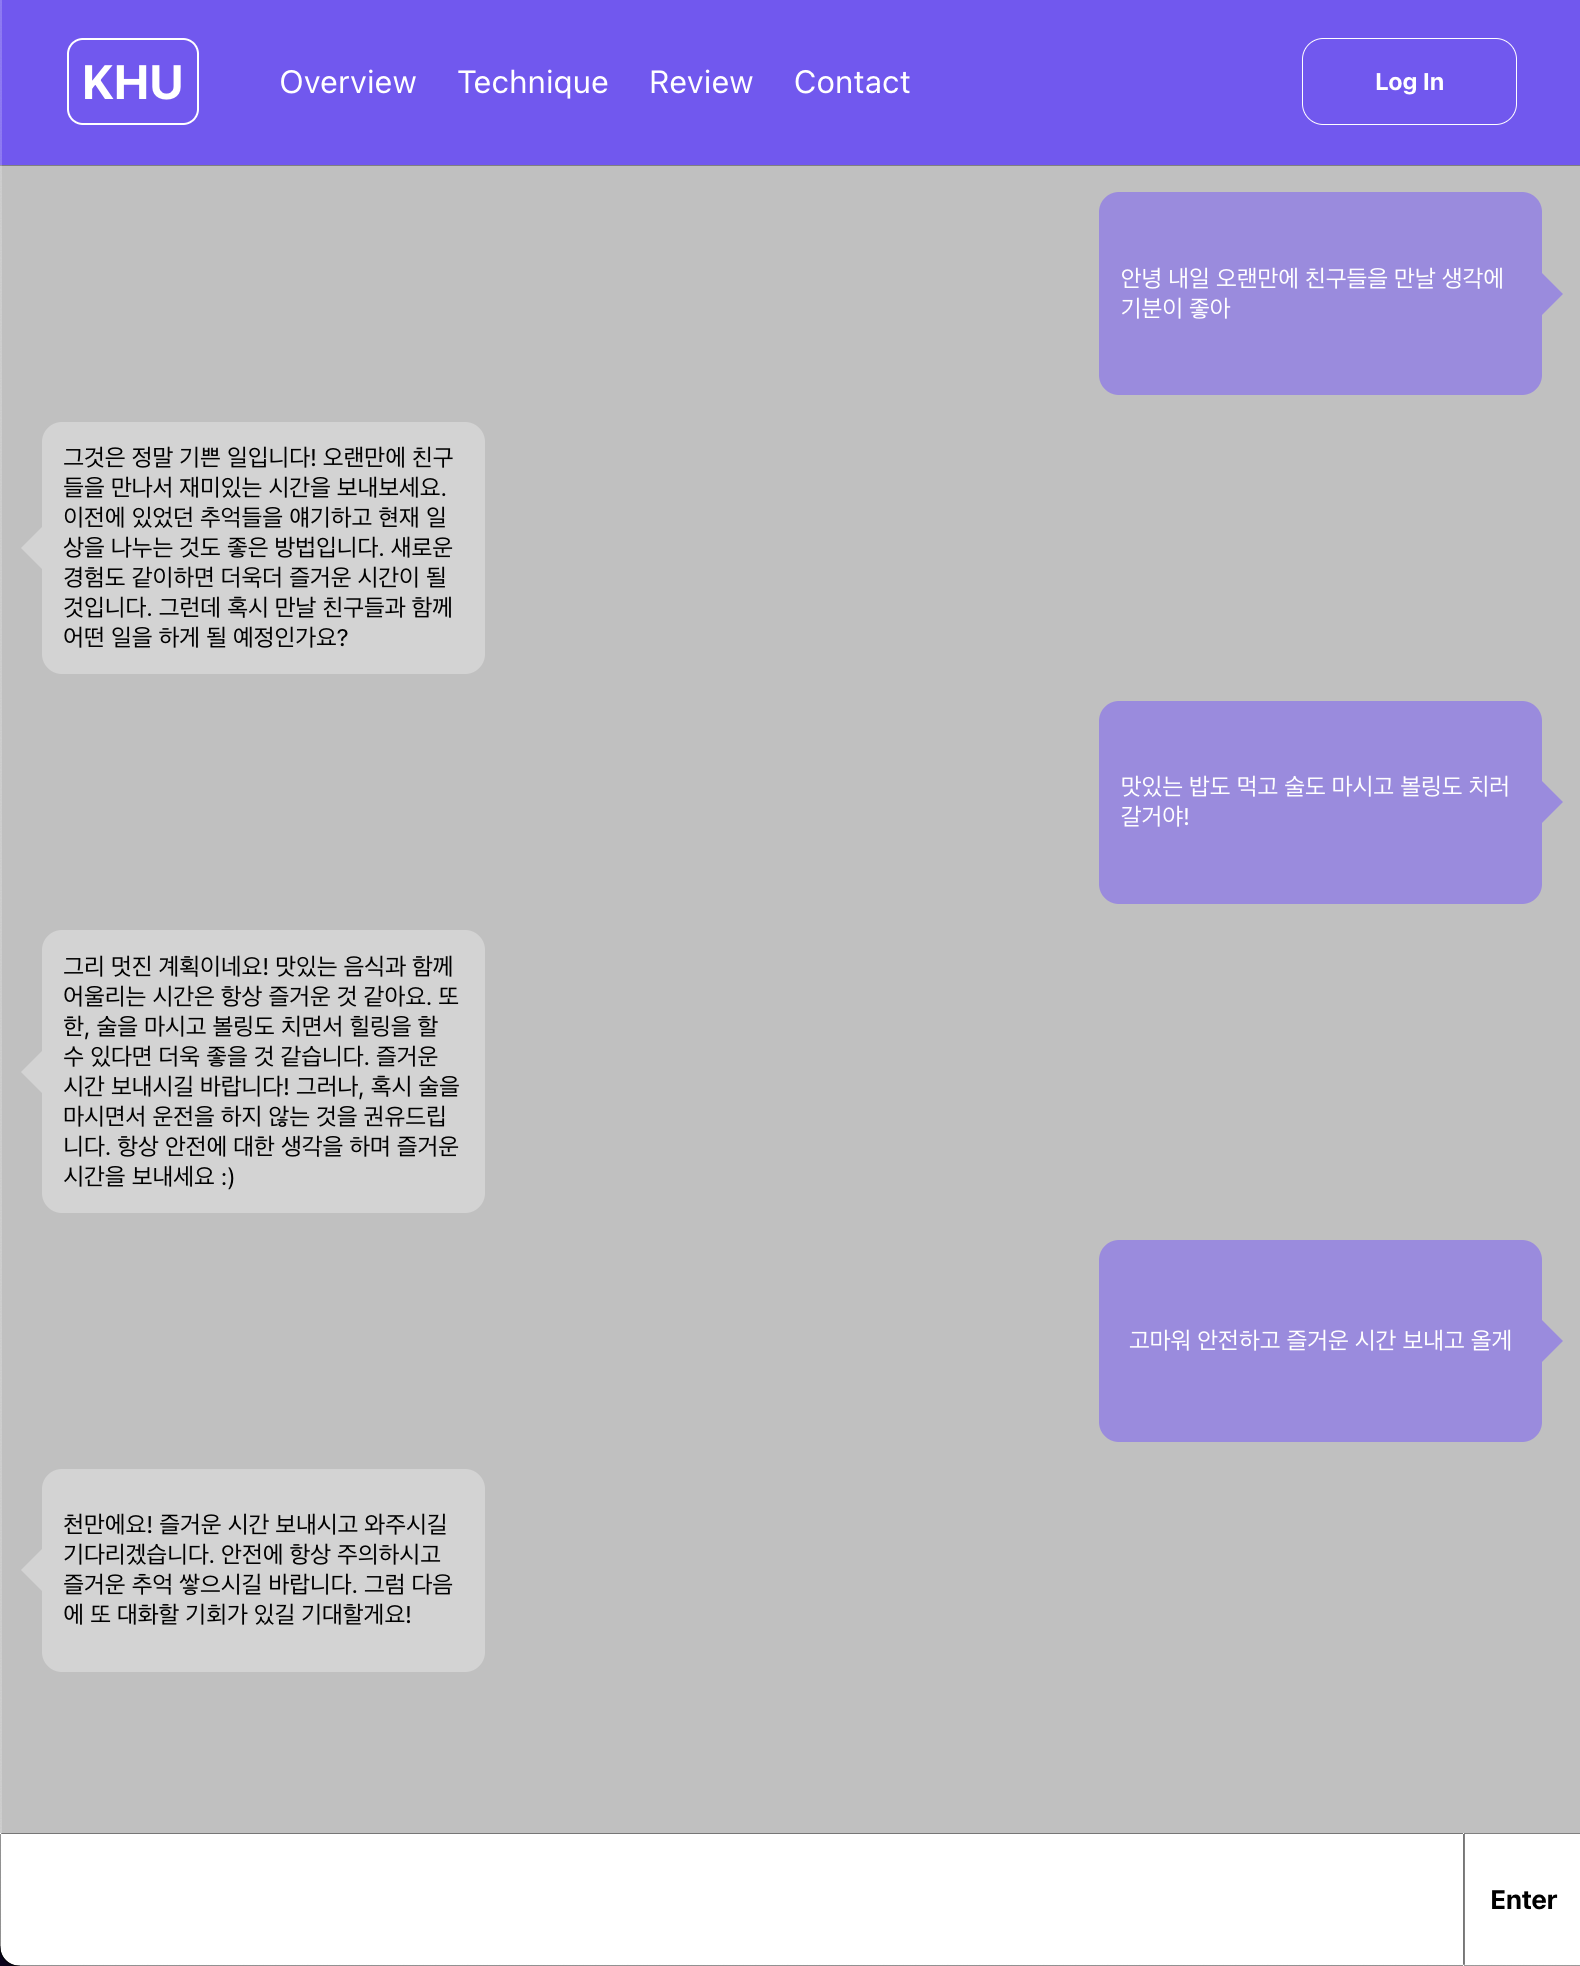 KHU
Overview Technique Review Contact
Log In
안녕 내일 오랜만에 친구들을 만날 생각에
기분이 좋아
그것은 정말 기쁜 일입니다! 오랜만에 친구
들을 만나서 재미있는 시간을 보내보세요.
이전에 있었던 추억들을 얘기하고 현재 일
상을 나누는 것도 좋은 방법입니다. 새로운
경험도 같이하면 더욱더 즐거운 시간이 될
것입니다. 그런데 혹시 만날 친구들과 함께
어떤 일을 하게 될 예정인가요?
맛있는 밥도 먹고 술도 마시고 볼링도 치러
갈거야!
그리 멋진 계획이네요! 맛있는 음식과 함께
어울리는 시간은 항상 즐거운 것 같아요. 또
한, 술을 마시고 볼링도 치면서 힐링을 할
수 있다면 더욱 좋을 것 같습니다. 즐거운
시간 보내시길 바랍니다! 그러나, 혹시 술을
마시면서 운전을 하지 않는 것을 권유드립
니다. 항상 안전에 대한 생각을 하며 즐거운
시간을 보내세요 :)
고마워 안전하고 즐거운 시간 보내고 올게
천만에요! 즐거운 시간 보내시고 와주시길
기다리겠습니다. 안전에 항상 주의하시고
즐거운 추억 쌓으시길 바랍니다. 그럼 다음
에 또 대화할 기회가 있길 기대할게요!
Enter